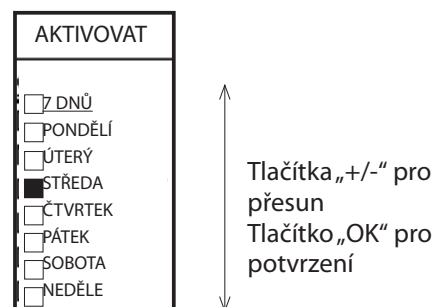 AKTIVOVAT
7 DNŮ
PONDĚLÍ
ÚTERÝ
STŘEDA
ČTVRTEK
PÁTEK
SOBOTA
NEDĚLE
Tlačítka „+/-“ pro
přesun
Tlačítko „OK“ pro
potvrzení